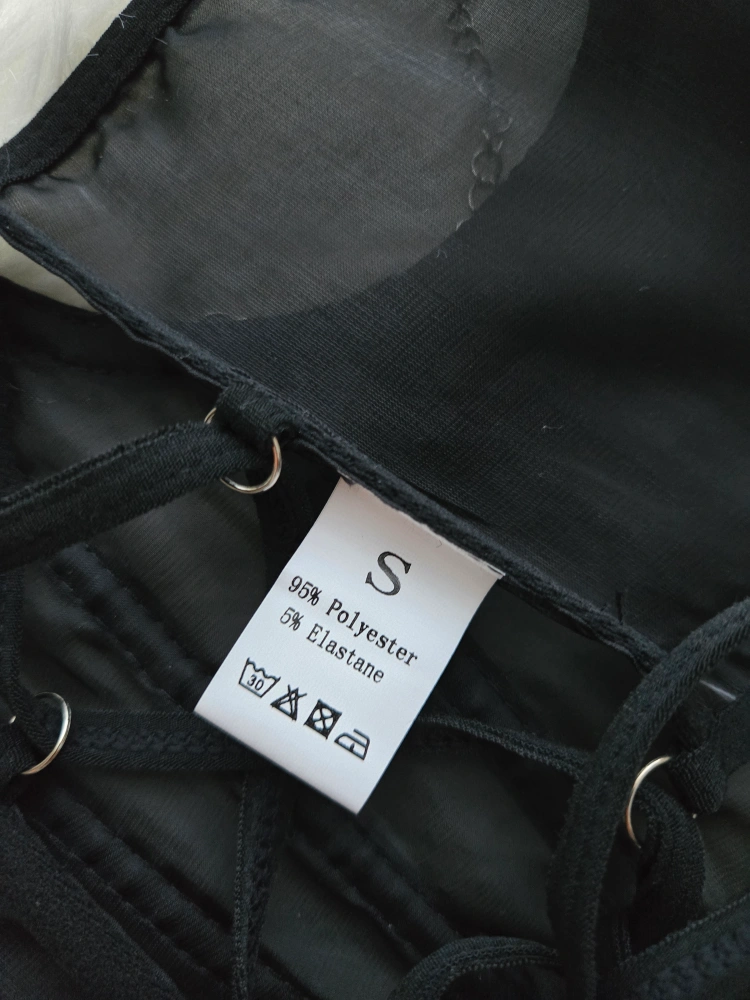 S
95% Polyester
5% Elastane
30